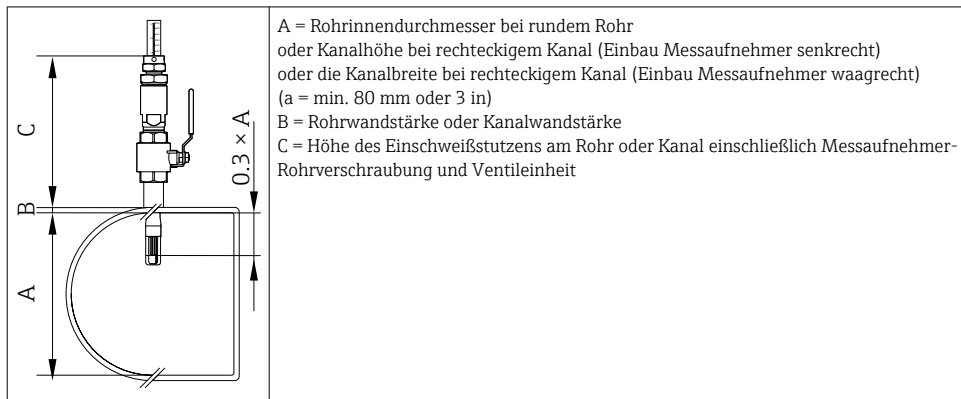 C
B
A
0.3 × A
A = Rohrinnendurchmesser bei rundem Rohr
oder Kanalhöhe bei rechteckigem Kanal (Einbau Messaufnehmer senkrecht)
oder die Kanalbreite bei rechteckigem Kanal (Einbau Messaufnehmer waagrecht)
(a = min. 80 mm oder 3 in)
B = Rohrwandstärke oder Kanalwandstärke
C = Höhe des Einschweißstutzens am Rohr oder Kanal einschließlich Messaufnehmer-
Rohrverschraubung und Ventileinheit